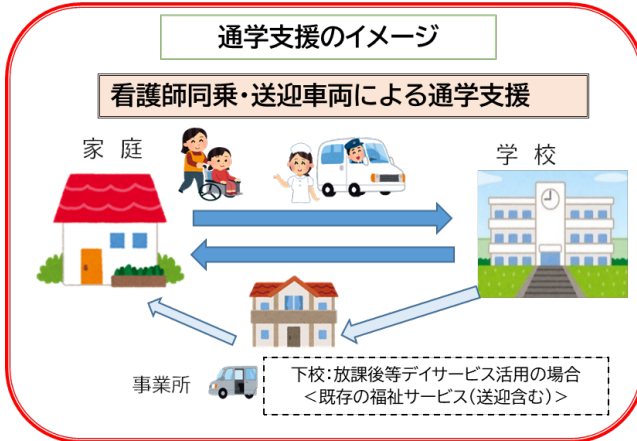 通学支援のイメージ
看護師同乗・送迎車両による通学支援
家 庭
学 校
事業所
下校：放課後等デイサービス活用の場合
＜既存の福祉サービス（送迎含む）＞